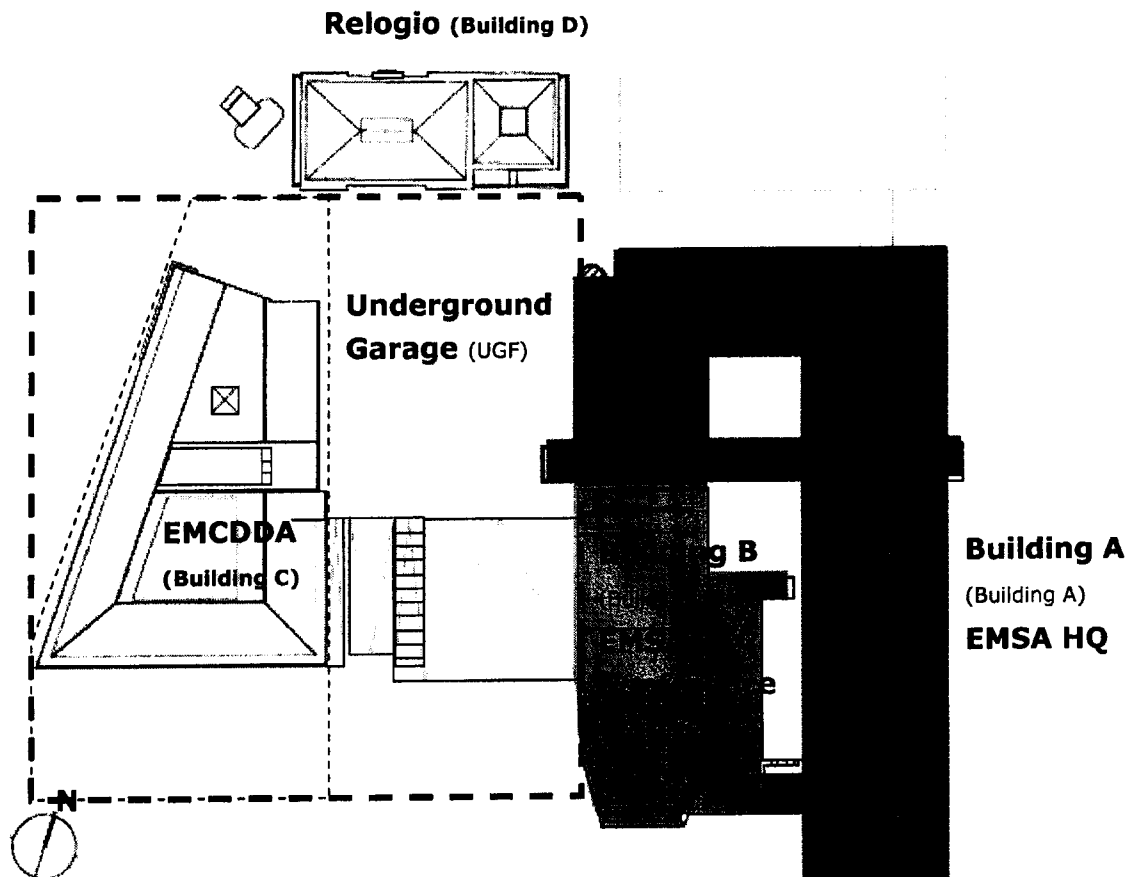 Relogio (Building D)
Underground
Garage (UGF)
EMCDDA
(Building C)
B
Building A
(Building A)
EMSA HQ
N